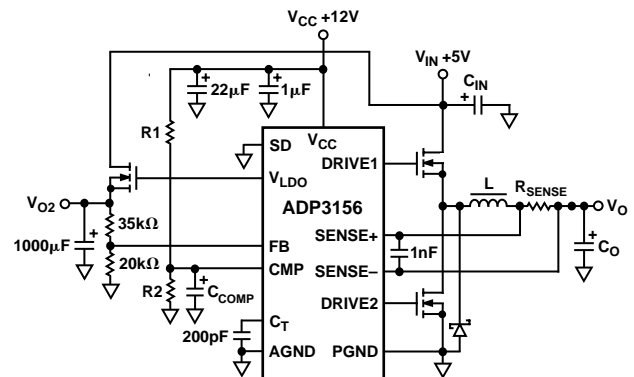 VCC +12V
VIN +5V
22µF
1µF
CIN
R1
VCC
SD
DRIVE1
VLDO
ADP3156
L
RSENSE
VO2
VO
35kΩ
SENSE+
1000µF
FB
1nF
CO
20kΩ
CMP
SENSE–
R2
CCOMP
DRIVE2
CT
200pF
AGND
PGND